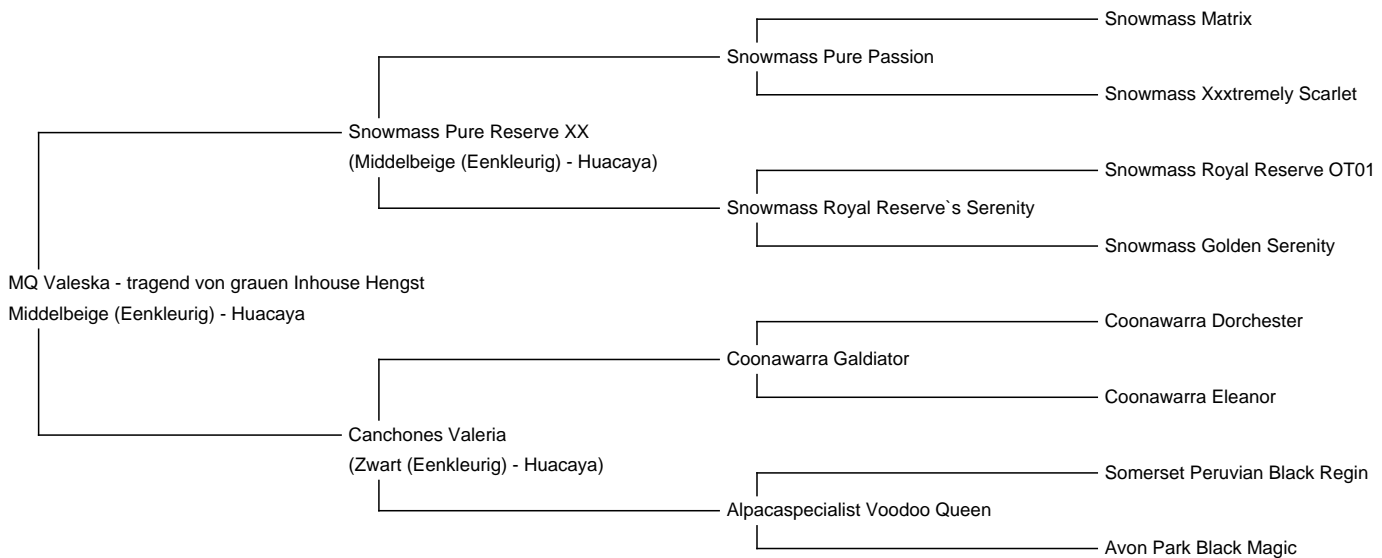 Snowmass Matrix
Snowmass Pure Passion
Snowmass Xxxtremely Scarlet
Snowmass Pure Reserve XX
(Middelbeige (Eenkleurig) - Huacaya)
Snowmass Royal Reserve OT01
Snowmass Royal Reserve`s Serenity
Snowmass Golden Serenity
MQ Valeska - tragend von grauen Inhouse Hengst
Middelbeige (Eenkleurig) - Huacaya
Coonawarra Dorchester
Coonawarra Galdiator
Coonawarra Eleanor
Canchones Valeria
(Zwart (Eenkleurig) - Huacaya)
Somerset Peruvian Black Regin
Alpacaspecialist Voodoo Queen
Avon Park Black Magic